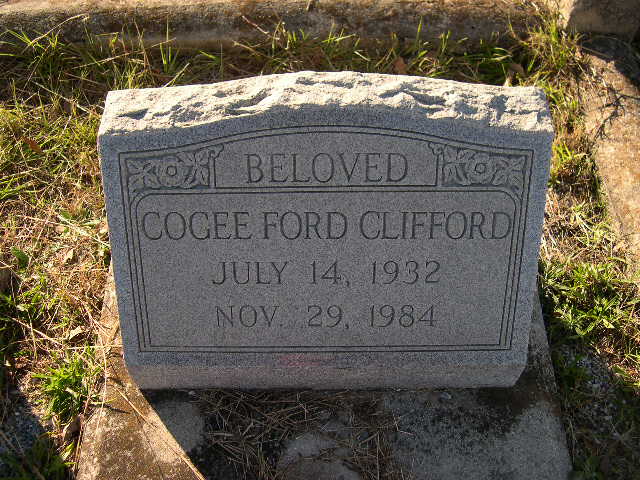 BELOVED
COGEE FORD CLIFFORD
JULY 14, 1932
NOV. 29, 1984